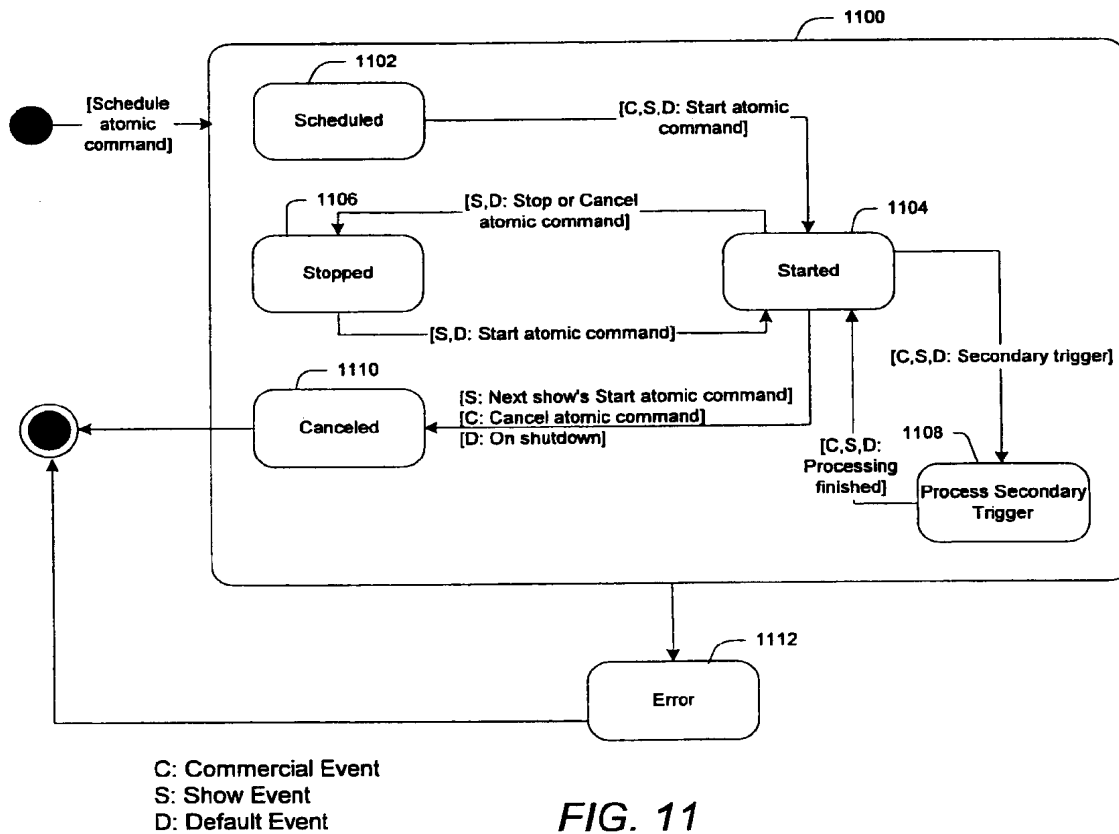 1100
1102
[Schedule
atomic
command]
Scheduled
[C,S,D: Start atomic
command]
1106
[S,D: Stop or Cancel
atomic command]
1104
Stopped
Started
[S,D: Start atomic command]
[C,S,D: Secondary trigger]
1110
[S: Next show's Start atomic command]
[C: Cancel atomic command]
[D: On shutdown]
Canceled
[C,S,D:
Processing
finished]
1108
Process Secondary
Trigger
1112
Error
C: Commercial Event
S: Show Event
D: Default Event
FIG. 11